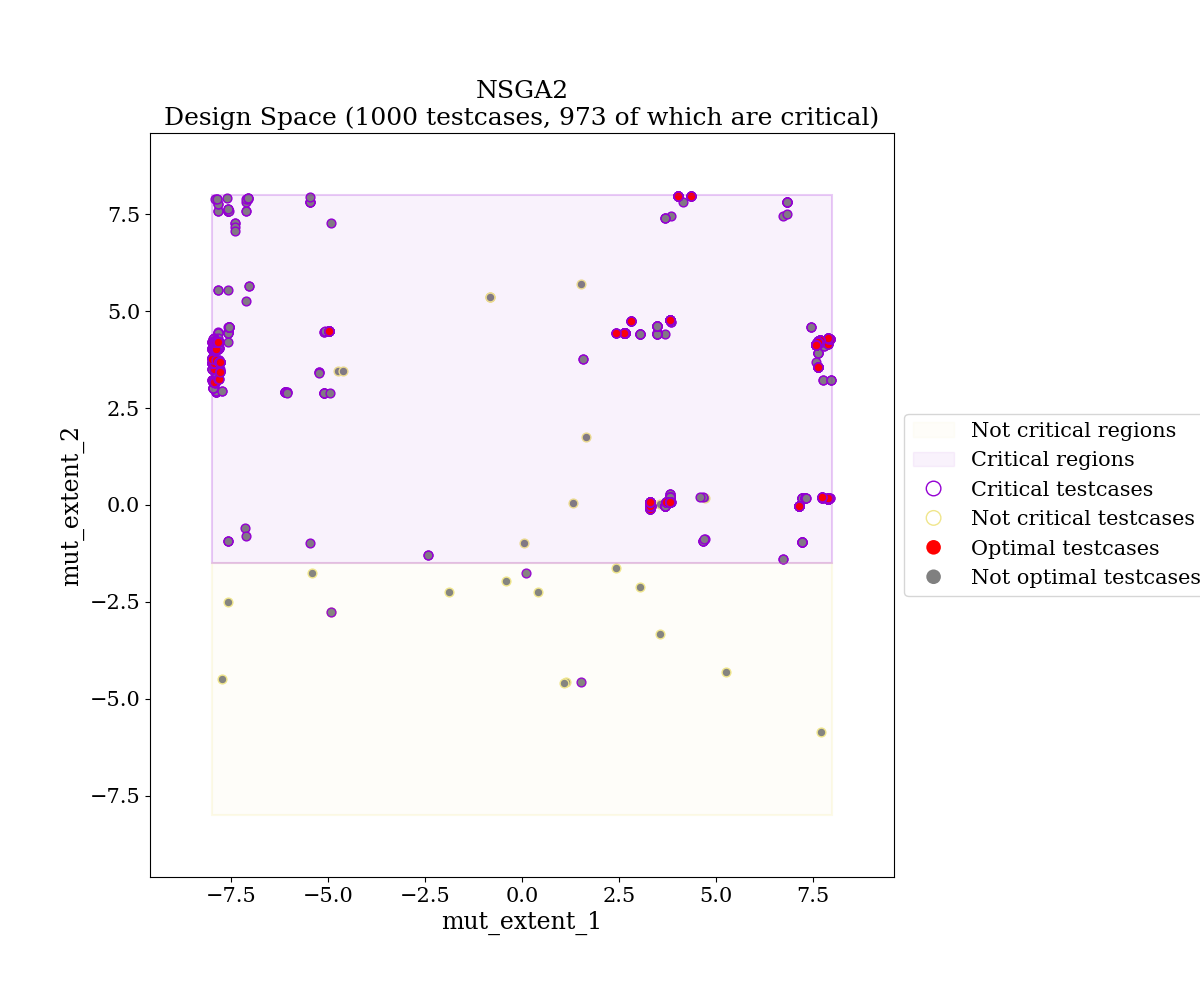 NSGA2
Design Space (1000 testcases, 973 of which are critical)
7.5
5.0
2.5
0.0
−2.5
−5.0
−7.5
mut_extent_2
−7.5
−5.0
−2.5
0.0
2.5
5.0
7.5
mut_extent_1
Not critical regions
Critical regions
Critical testcases
Not critical testcases
Optimal testcases
Not optimal testcases